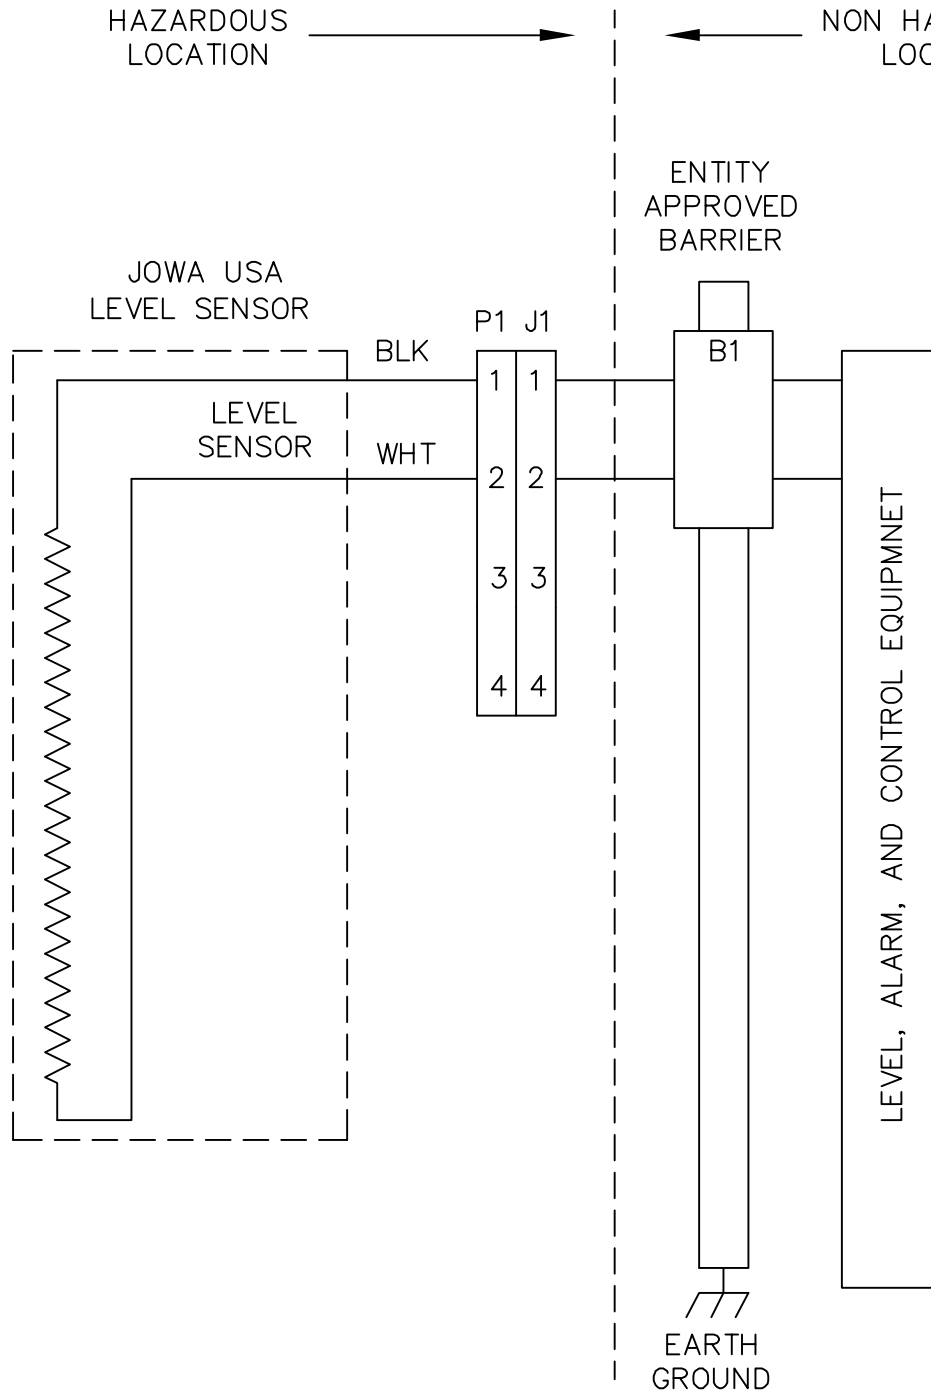 HAZARDOUS
LOCATION
NON HA
LOC
ENTITY
APPROVED
BARRIER
JOWA USA
LEVEL SENSOR
P1 J1
BLK
B1
1 1
LEVEL
SENSOR
WHT
2 2
3 3
4 4
LEVEL, ALARM, AND CONTROL EQUIPMNET
EARTH
GROUND